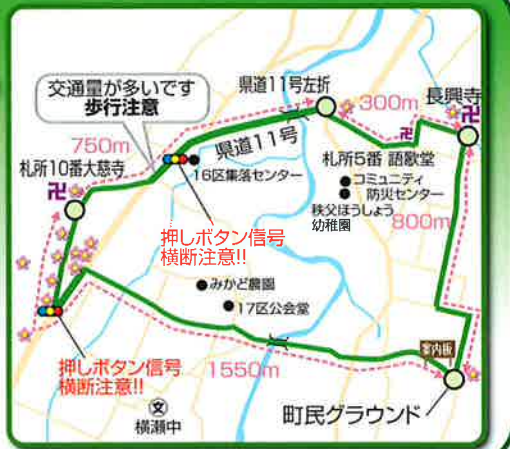 交通量が多いです
歩行注意
県道11号左折
300m
長興寺
750m
県道11号
札所10番大慈寺
16区集落センター
札所5番 語歌堂
コミュニティ
防災センター
秩父ほうしょう
幼稚園
800m
押しボタン信号
横断注意!!
みかど農園
17区公会堂
案内板
押しボタン信号
横断注意!!
1550m
文
横瀬中
町民グラウンド